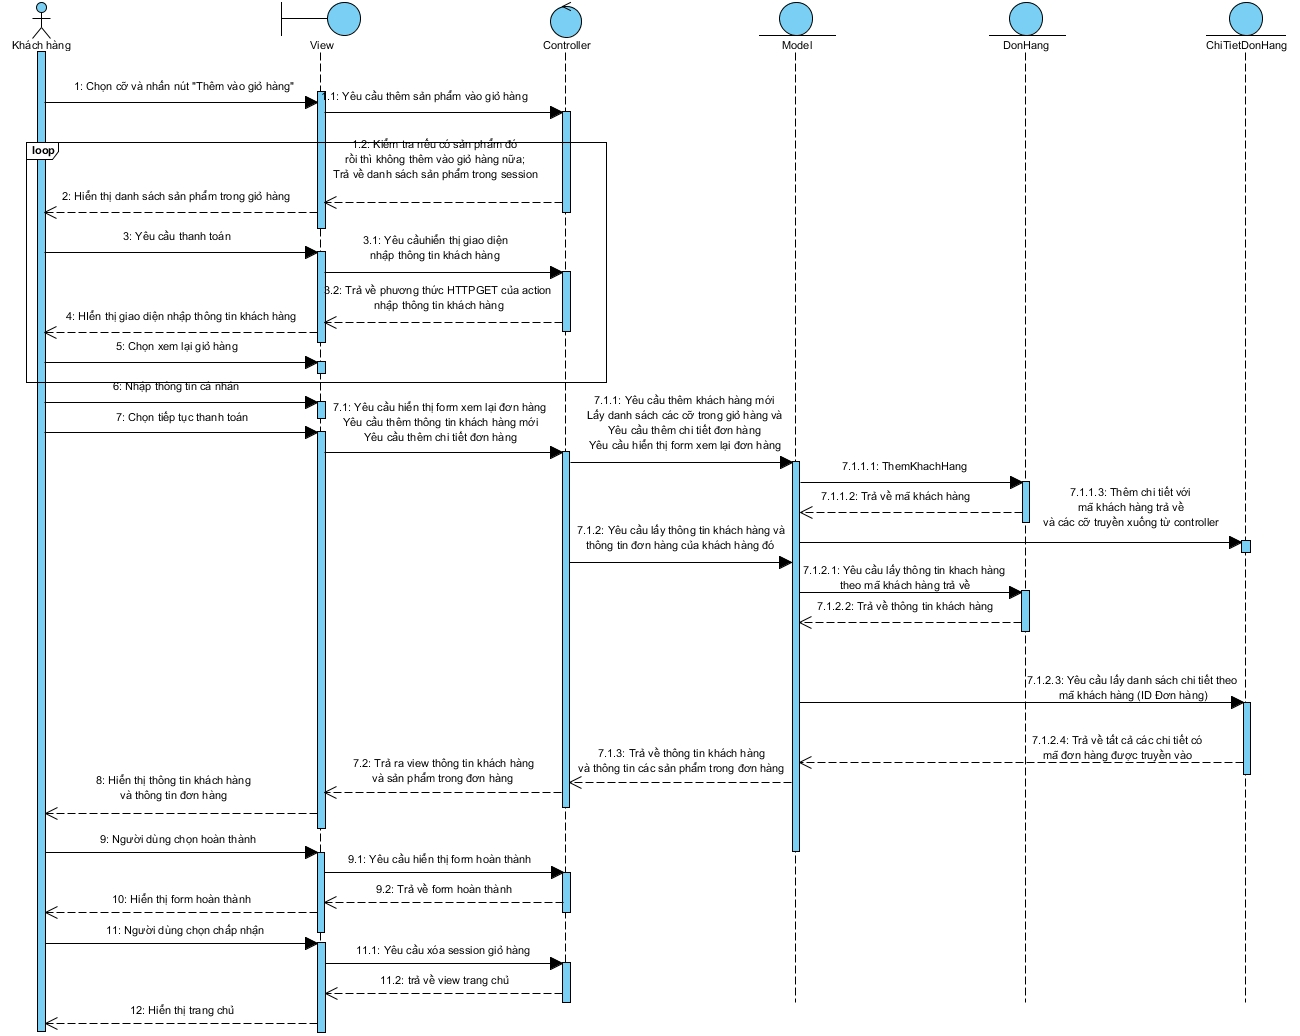 Khách hàng
View
Controller
Model
DonHang
ChiTietDonHang
1: Chọn cỡ và nhấn nút "Thêm vào giỏ hàng"
1.1: Yêu cầu thêm sản phẩm vào giỏ hàng
loop
1.2: Kiểm tra nếu có sản phẩm đó
rồi thì không thêm vào giỏ hàng nữa;
Trả về danh sách sản phẩm trong session
2: Hiển thị danh sách sản phẩm trong giỏ hàng
3: Yêu cầu thanh toán
3.1: Yêu cầuhiển thị giao diện
nhập thông tin khách hàng
3.2: Trả về phương thức HTTPGET của action
nhập thông tin khách hàng
4: HIển thị giao diện nhập thông tin khách hàng
5: Chọn xem lại giỏ hàng
6: Nhập thông tin cá nhân
7: Chọn tiếp tục thanh toán
7.1: Yêu cầu hiển thị form xem lại đơn hàng
Yêu cầu thêm thông tin khách hàng mới
Yêu cầu thêm chi tiết đơn hàng
7.1.1: Yêu cầu thêm khách hàng mới
Lấy danh sách các cỡ trong giỏ hàng và
Yêu cầu thêm chi tiết đơn hàng
Yêu cầu hiển thị form xem lại đơn hàng
7.1.1.1: ThemKhachHang
7.1.1.2: Trả về mã khách hàng
7.1.1.3: Thêm chi tiết với
mã khách hàng trả về
và các cỡ truyền xuống từ controller
7.1.2: Yêu cầu lấy thông tin khách hàng và
thông tin đơn hàng của khách hàng đó
7.1.2.1: Yêu cầu lấy thông tin khach hàng
theo mã khách hàng trả về
7.1.2.2: Trả về thông tin khách hàng
7.1.2.3: Yêu cầu lấy danh sách chi tiết theo
mã khách hàng (ID Đơn hàng)
7.1.2.4: Trả về tất cả các chi tiết có
mã đơn hàng được truyền vào
7.1.3: Trả về thông tin khách hàng
và thông tin các sản phẩm trong đơn hàng
7.2: Trả ra view thông tin khách hàng
và sản phẩm trong đơn hàng
8: Hiển thị thông tin khách hàng
và thông tin đơn hàng
9: Người dùng chọn hoàn thành
9.1: Yêu cầu hiển thị form hoàn thành
9.2: Trả về form hoàn thành
10: Hiển thị form hoàn thành
11: Người dùng chọn chấp nhận
11.1: Yêu cầu xóa session giỏ hàng
11.2: trả về view trang chủ
12: Hiển thị trang chủ